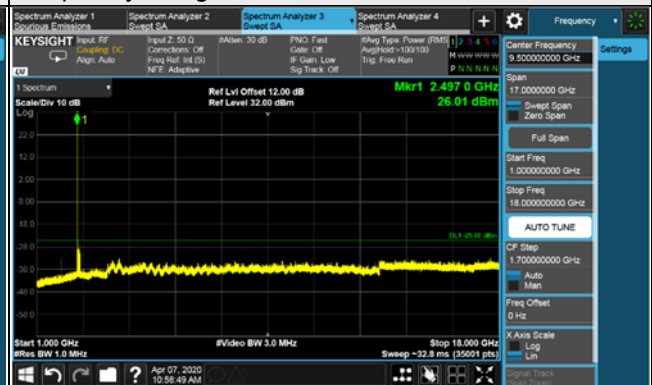 Spectrum Analyzer 1
Spurious Emissions
Spectrum Analyzer 2
Swept SA
Spectrum Analyzer 3
Swept SA
Spectrum Analyzer 4
Swept SA
+
Frequency
KEYSIGHT
Input: RF
Coupling: DC
Align: Auto
Input Z: 50 Ω
Corrections: Off
Freq Ref: Int (S)
NFE: Adaptive
#Atten: 30 dB
PNO: Fast
Gate: Off
IF Gain: Low
Sig Track: Off
#Avg Type: Power (RMS)
Avg|Hold:>100/100
Trig: Free Run
1 2 3 4 5 6
M W W W W W
P N N N N N
Center Frequency
9.500000000 GHz
Settings
Span
17.0000000 GHz
Swept Span
Zero Span
Full Span
Start Freq
1.000000000 GHz
Stop Freq
18.000000000 GHz
AUTO TUNE
CF Step
1.700000000 GHz
Auto
Man
Freq Offset
0 Hz
X Axis Scale
Log
Lin
Signal Track
1 Spectrum
Scale/Div 10 dB
Log
Ref Lvl Offset 12.00 dB
Ref Level 32.00 dBm
Mkr1 2.497 0 GHz
26.01 dBm
1
22.0
12.0
2.00
-8.00
-18.0
DL1 -25.00 dBm
-28.0
-38.0
-48.0
-58.0
Start 1.000 GHz
#Res BW 1.0 MHz
#Video BW 3.0 MHz
Stop 18.000 GHz
Sweep ~32.8 ms (35001 pts)
?
Apr 07, 2020
10:58:49 AM